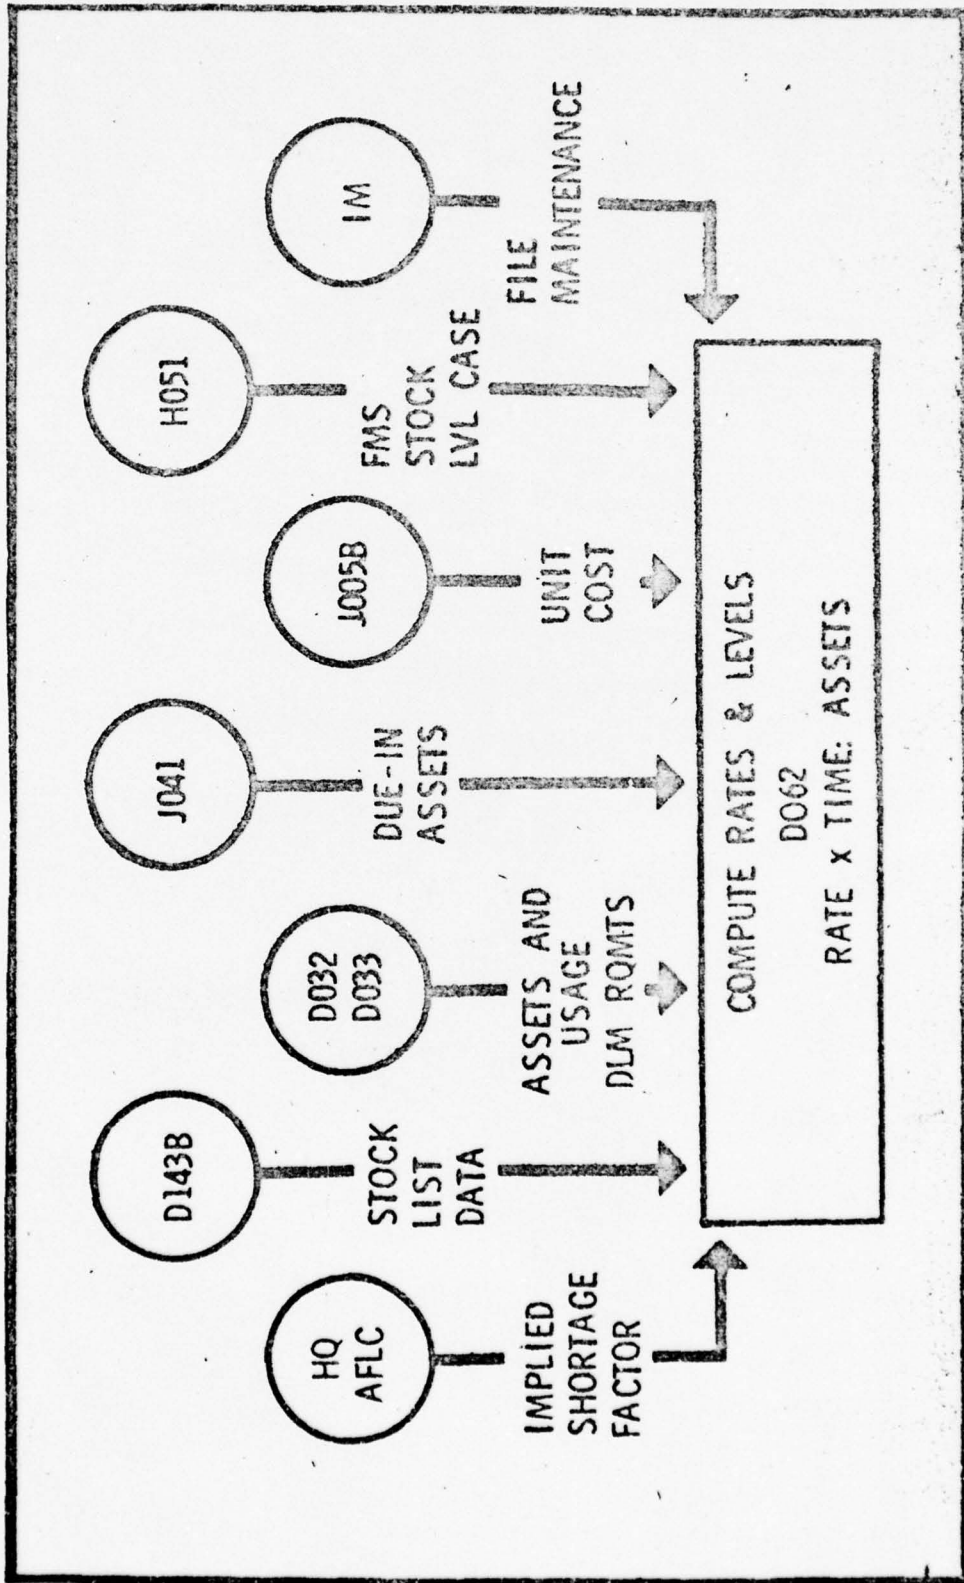 HQ
AFLC
IMPLIED
SHORTAGE
FACTOR
D143B
STOCK
LIST
DATA
D032
D033
ASSETS AND
USAGE
DLM RQMTS
J041
DUE-IN
ASSETS
J005B
UNIT
COST
H051
FMS
STOCK
LVL CASE
IM
FILE
MAINTENANCE
COMPUTE RATES & LEVELS
D062
RATE x TIME: ASSETS